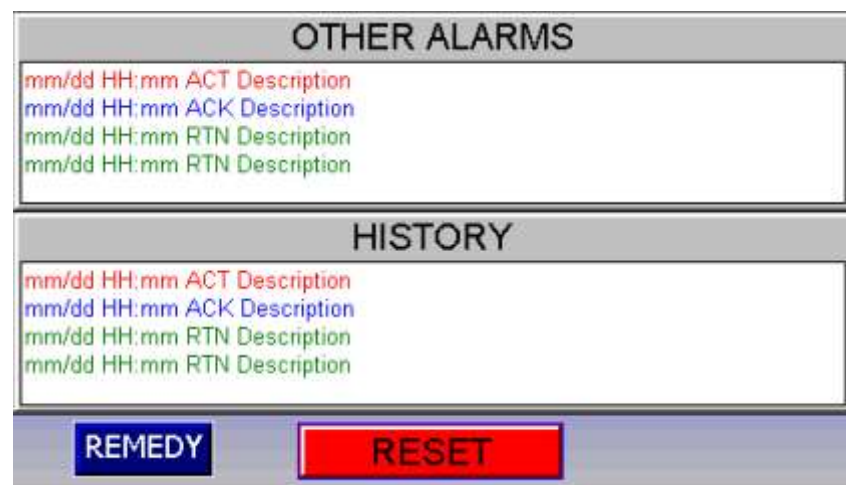 OTHER ALARMS
mm/dd HH:mm ACT Description
mm/dd HH:mm ACK Description
mm/dd HH:mm RTN Description
mm/dd HH:mm RTN Description
HISTORY
mm/dd HH:mm ACT Description
mm/dd HH:mm ACK Description
mm/dd HH:mm RTN Description
mm/dd HH:mm RTN Description
REMEDY RESET